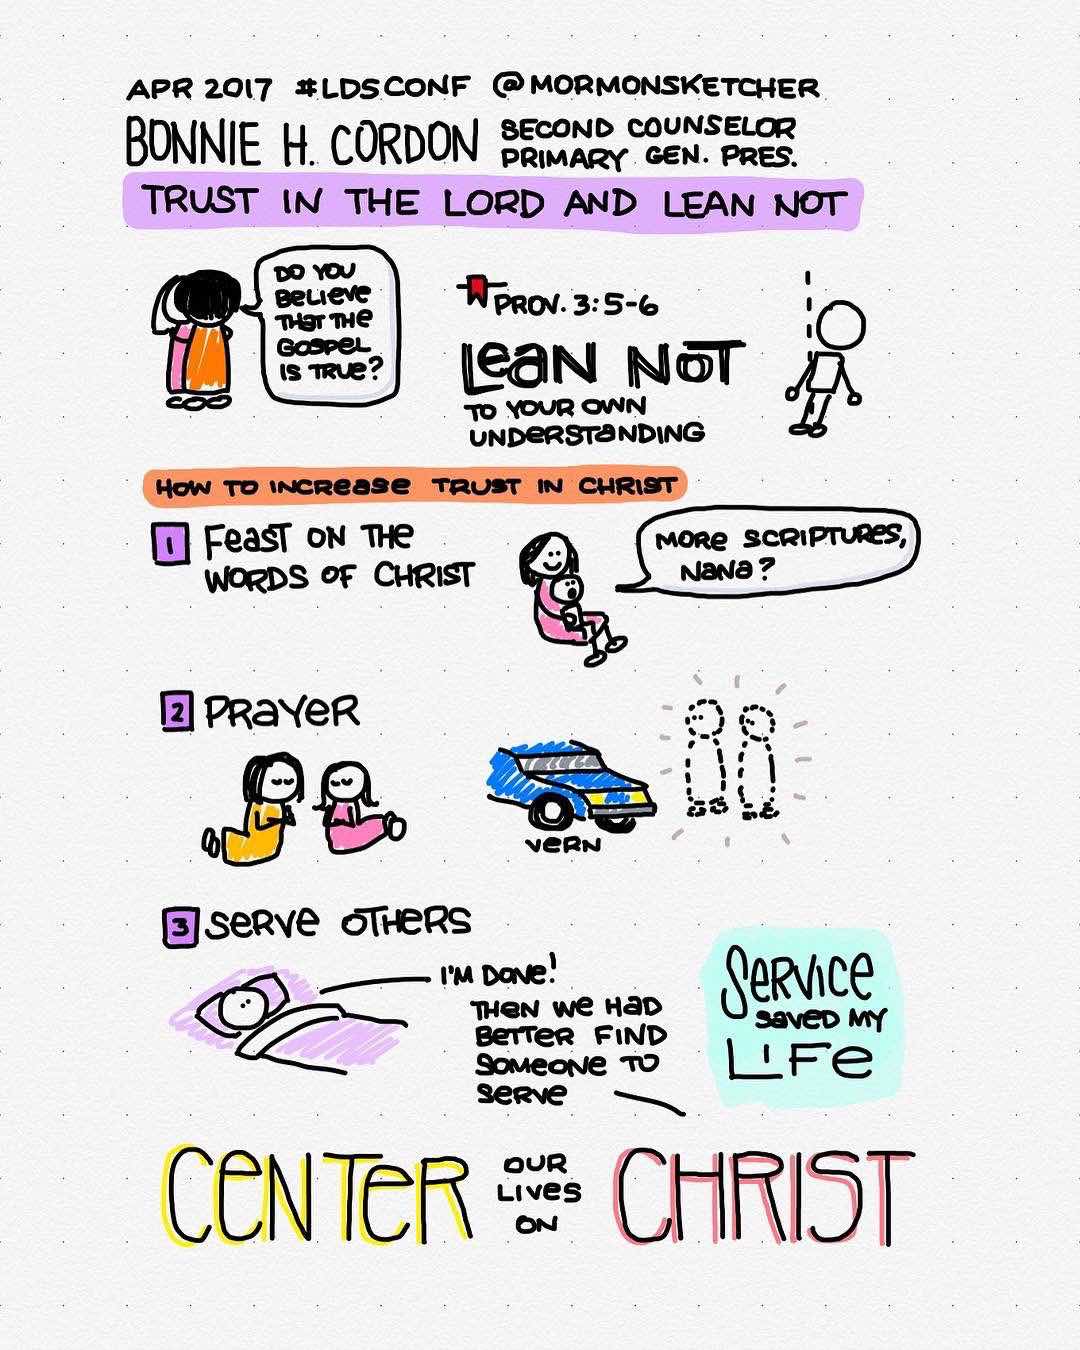 APR 2017 #LDSCONF @MORMONSKETCHER
BONNIE H. CORDON
SECOND COUNSELOR
PRIMARY GEN. PRES.
TRUST IN THE LORD AND LEAN NOT
DO YOU
BELIEVE
THAT THE
GOSPEL
IS TRUE?
PROV. 3:5-6
LEAN NOT
TO YOUR OWN
UNDERSTANDING
HOW TO INCREASE TRUST IN CHRIST
1 FEAST ON THE
WORDS OF CHRIST
MORE SCRIPTURES,
NANA?
2 PRAYER
VERN
3 SERVE OTHERS
I'M DONE!
THEN WE HAD
BETTER FIND
SOMEONE TO
SERVE
SERVICE
SAVED MY
LIFE
CENTER
OUR
LIVES
ON
CHRIST